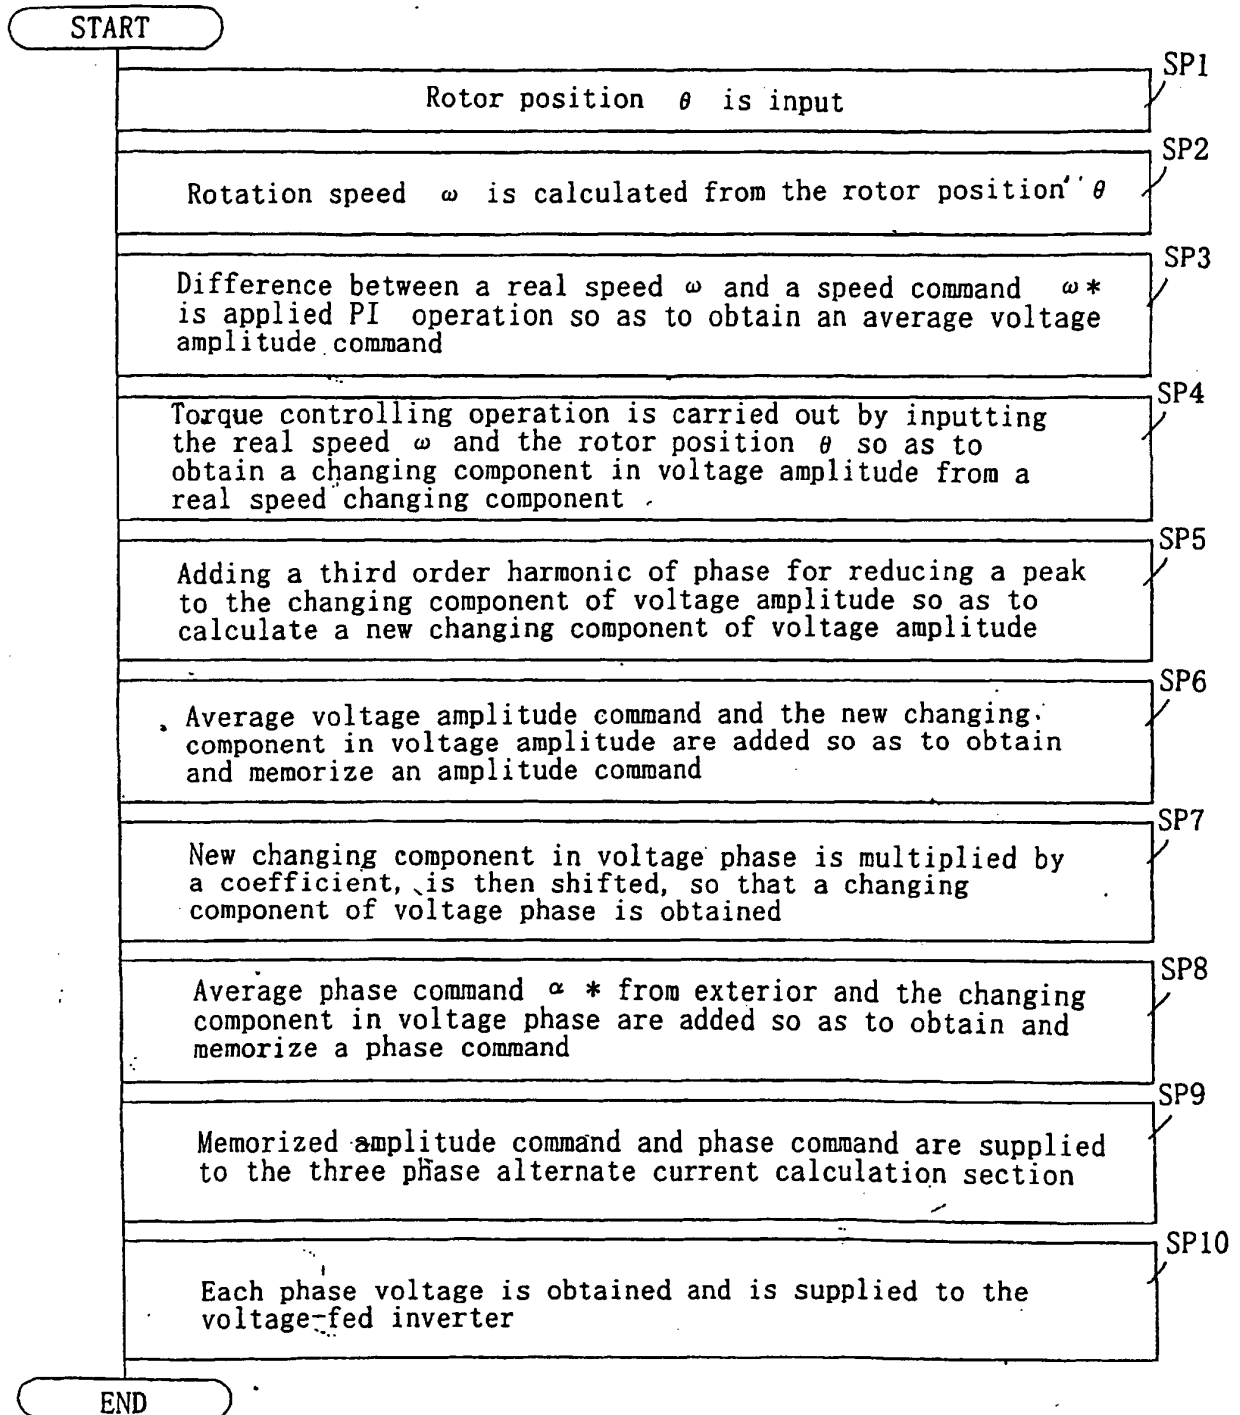 START
SP1
Rotor position θ is input
SP2
Rotation speed ω is calculated from the rotor position θ
SP3
Difference between a real speed ω and a speed command ω*
is applied PI operation so as to obtain an average voltage
amplitude command
SP4
Torque controlling operation is carried out by inputting
the real speed ω and the rotor position θ so as to
obtain a changing component in voltage amplitude from a
real speed changing component
SP5
Adding a third order harmonic of phase for reducing a peak
to the changing component of voltage amplitude so as to
calculate a new changing component of voltage amplitude
SP6
Average voltage amplitude command and the new changing
component in voltage amplitude are added so as to obtain
and memorize an amplitude command
SP7
New changing component in voltage phase is multiplied by
a coefficient, is then shifted, so that a changing
component of voltage phase is obtained
SP8
Average phase command α * from exterior and the changing
component in voltage phase are added so as to obtain and
memorize a phase command
SP9
Memorized amplitude command and phase command are supplied
to the three phase alternate current calculation section
SP10
Each phase voltage is obtained and is supplied to the
voltage-fed inverter
END